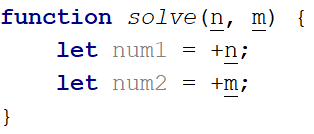 function solve(n, m) {
    let num1 = +n;
    let num2 = +m;
}